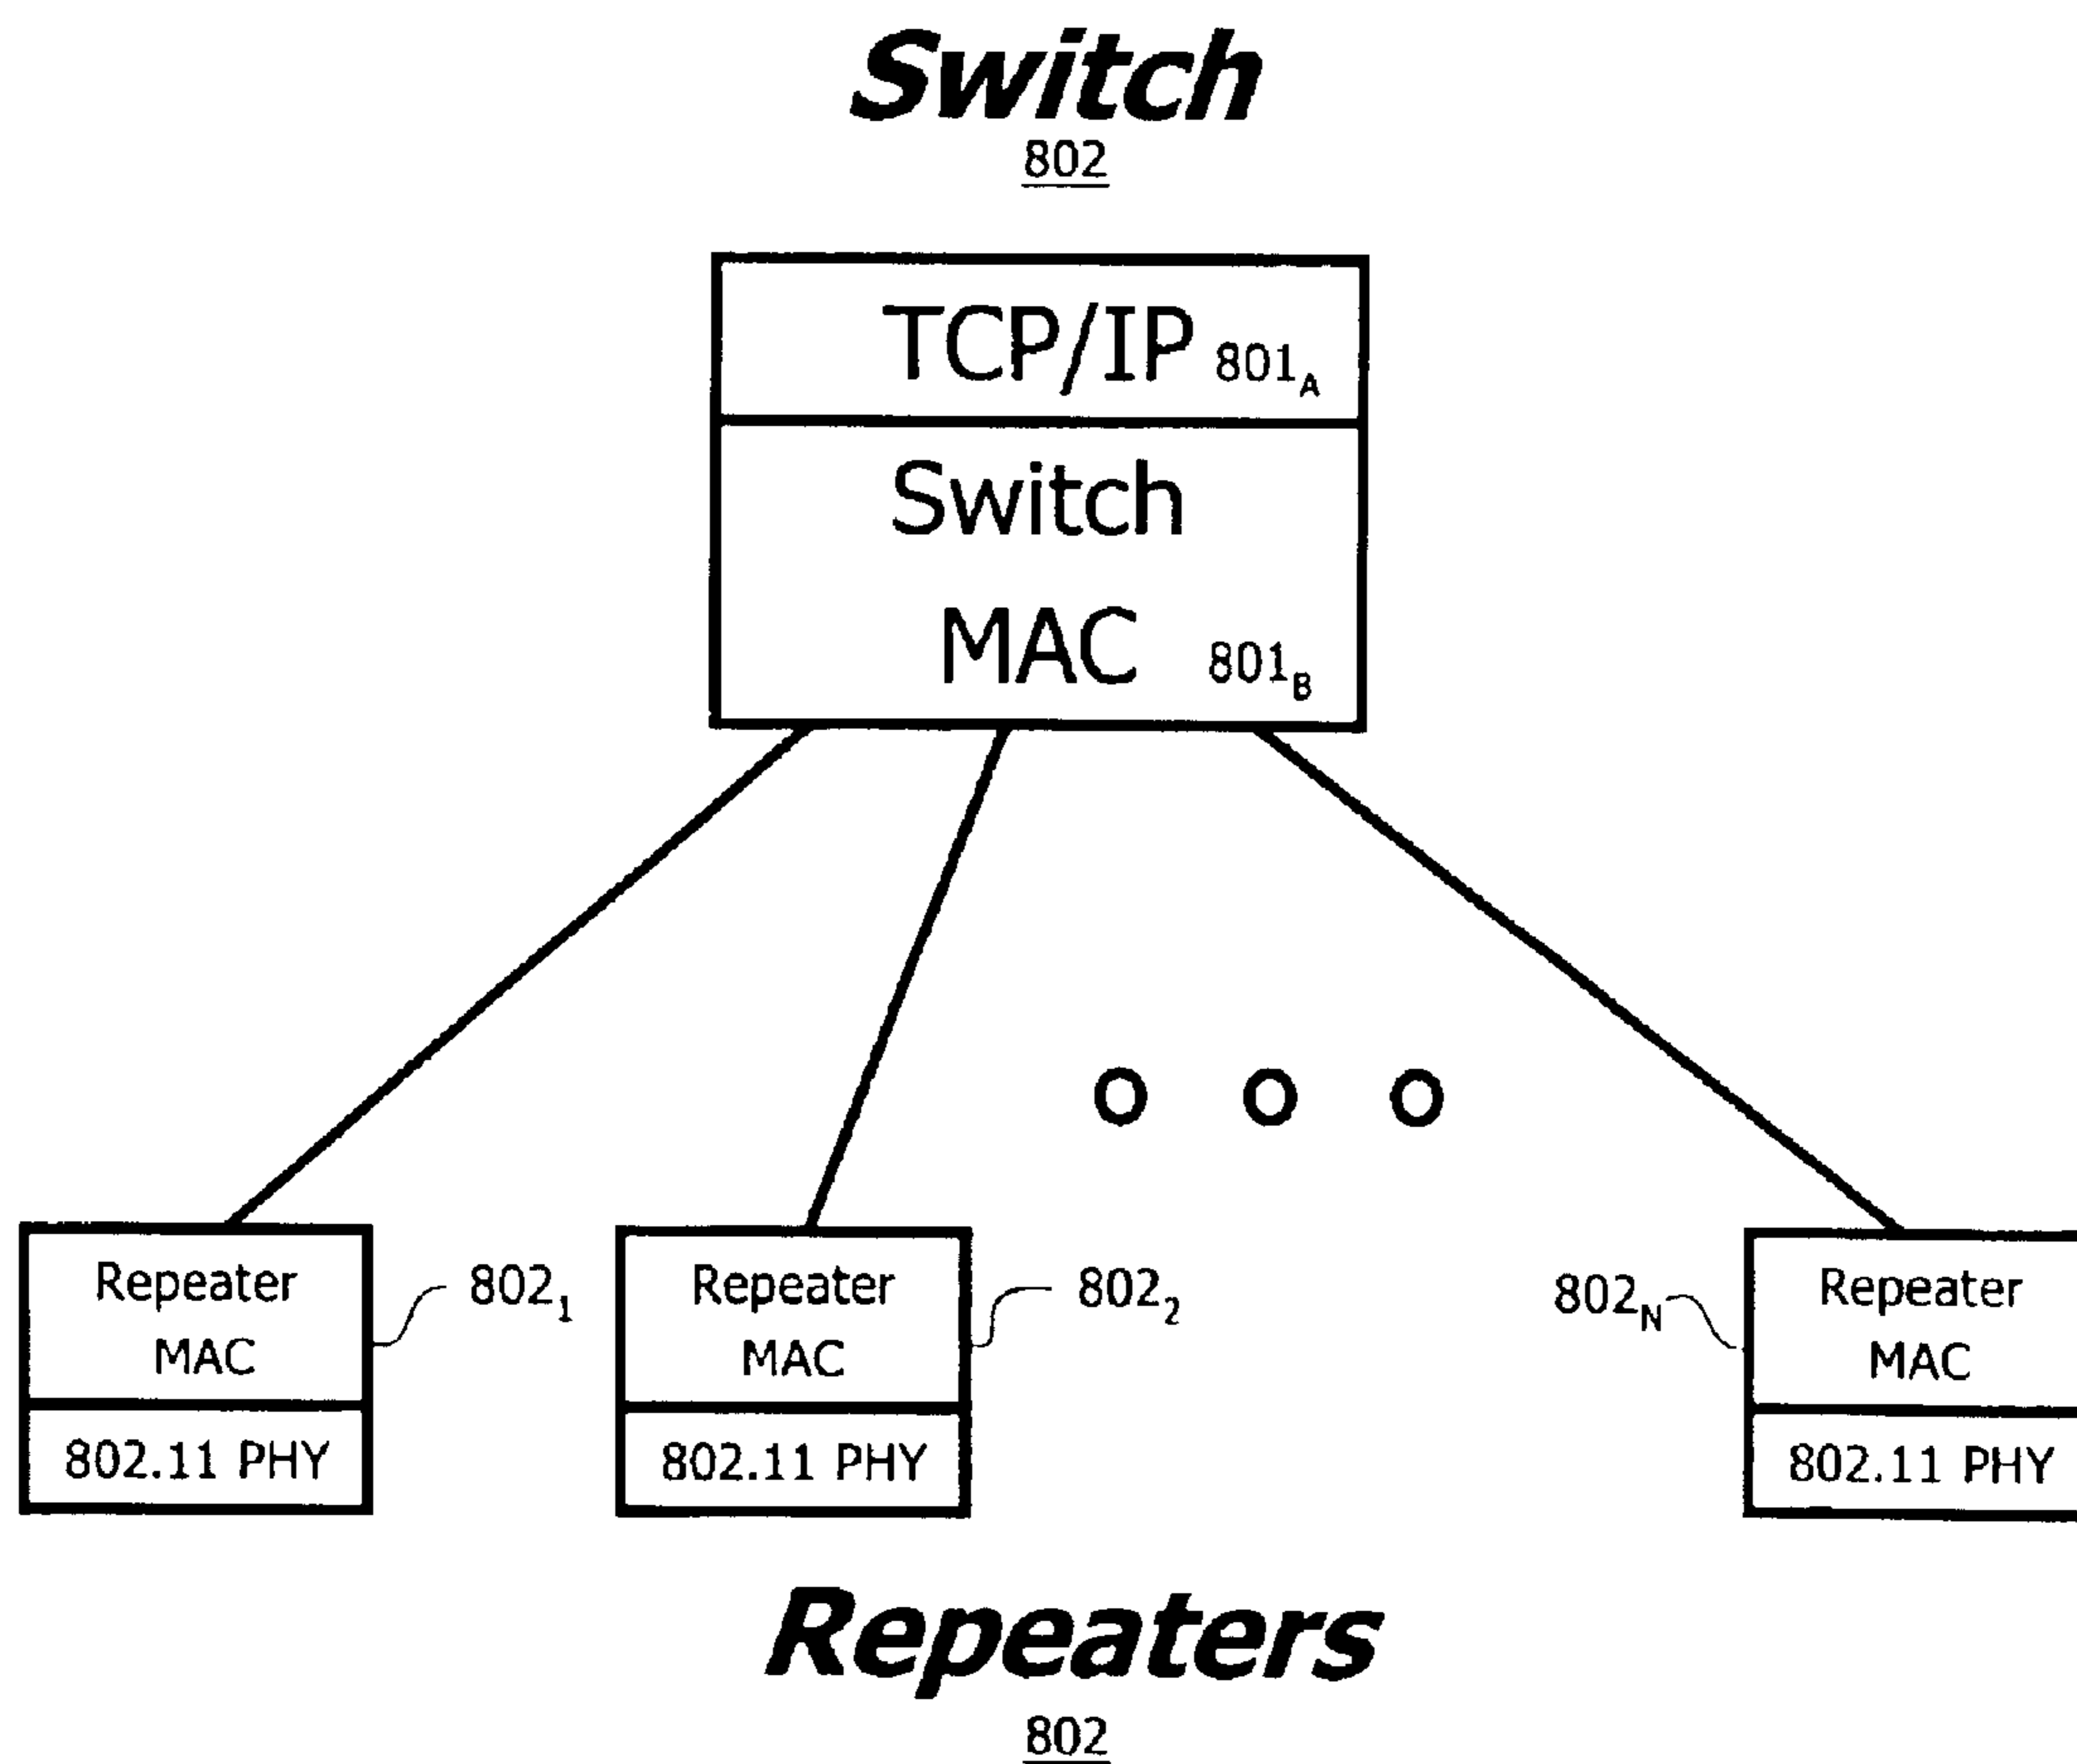 Switch
802
TCP/IP 801A
Switch
MAC 801B
Repeater
MAC
802.11 PHY
8021
Repeater
MAC
802.11 PHY
8022
802N
Repeater
MAC
802.11 PHY
Repeaters
802